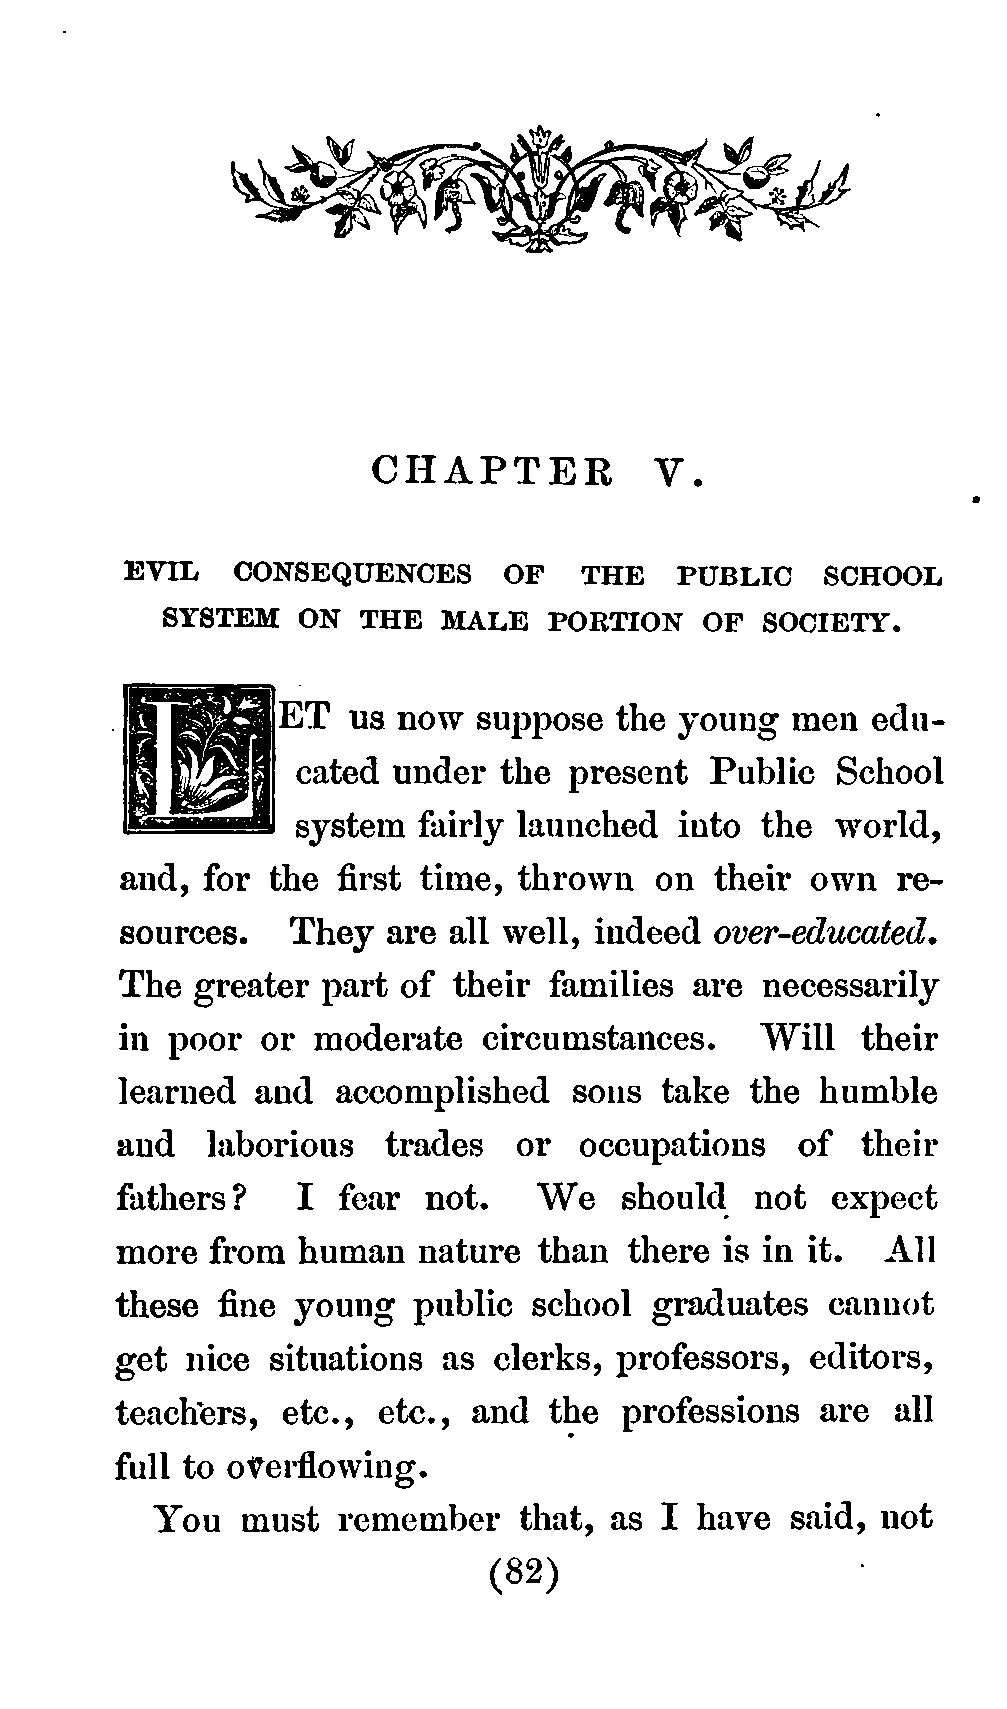 CHAPTER V.
EVIL CONSEQUENCES OF THE PUBLIC SCHOOL
SYSTEM ON THE MALE PORTION OF SOCIETY.
LET us now suppose the young men edu-
cated under the present Public School
system fairly launched into the world,
and, for the first time, thrown on their own re-
sources. They are all well, indeed over-educated.
The greater part of their families are necessarily
in poor or moderate circumstances. Will their
learned and accomplished sons take the humble
and laborious trades or occupations of their
fathers? I fear not. We should not expect
more from human nature than there is in it. All
these fine young public school graduates cannot
get nice situations as clerks, professors, editors,
teachers, etc., etc., and the professions are all
full to overflowing.
You must remember that, as I have said, not
(82)